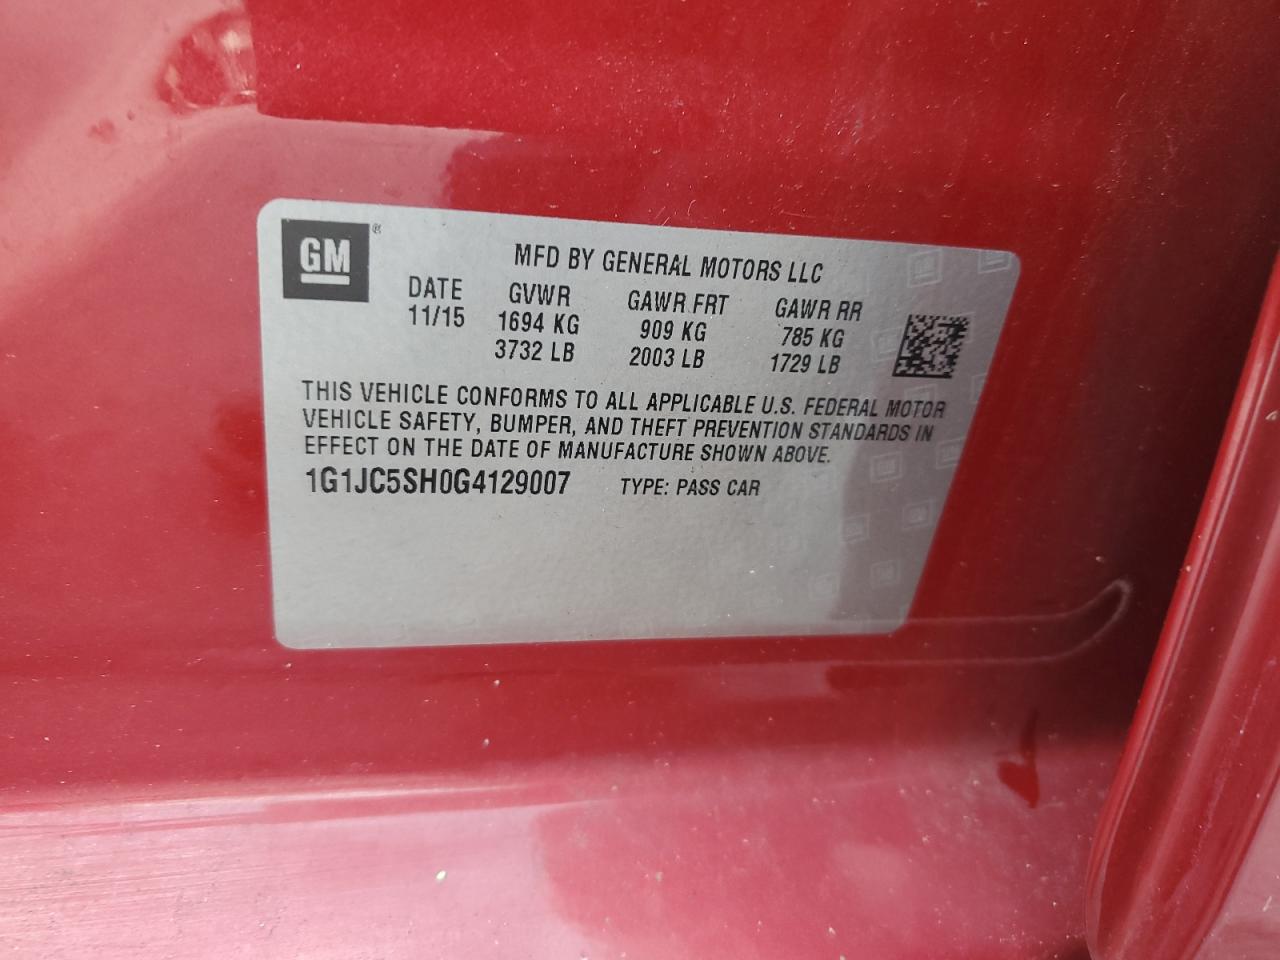 GM®
MFD BY GENERAL MOTORS LLC
DATE GVWR GAWR FRT GAWR RR
11/15 1694 KG 909 KG 785 KG
3732 LB 2003 LB 1729 LB
THIS VEHICLE CONFORMS TO ALL APPLICABLE U.S. FEDERAL MOTOR
VEHICLE SAFETY, BUMPER, AND THEFT PREVENTION STANDARDS IN
EFFECT ON THE DATE OF MANUFACTURE SHOWN ABOVE.
1G1JC5SH0G4129007 TYPE: PASS CAR